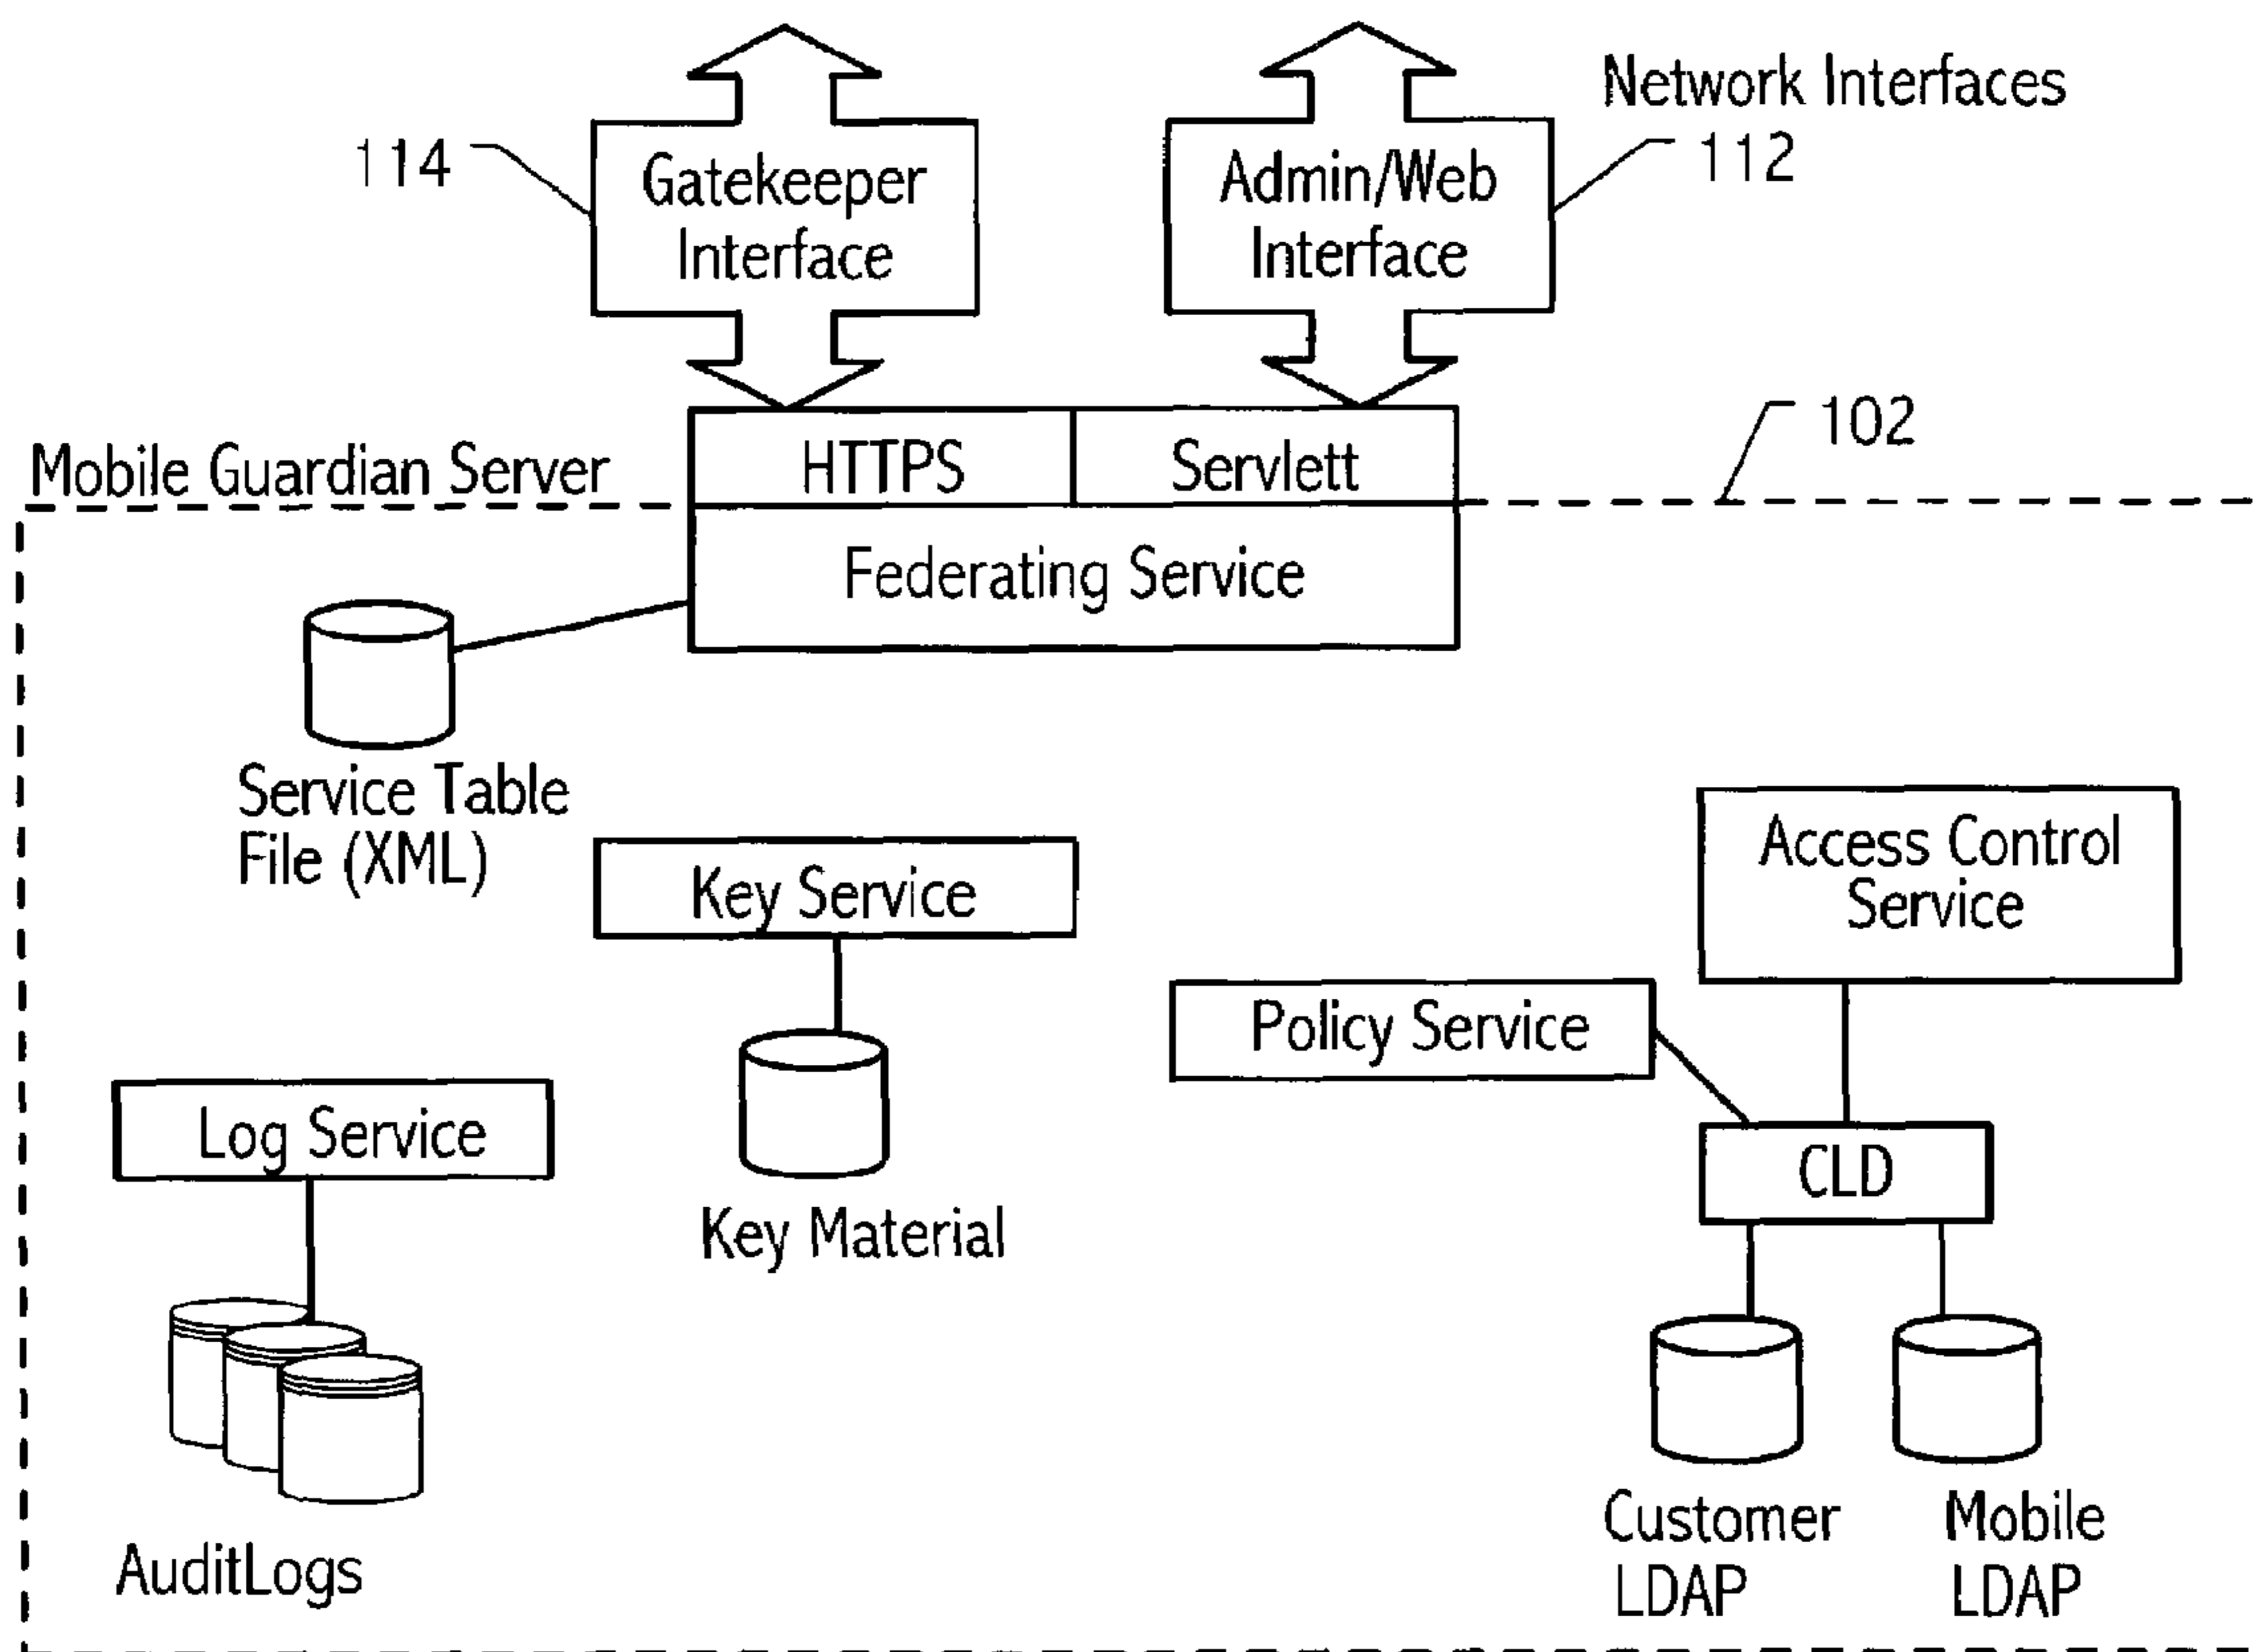 Network Interfaces
114
Gatekeeper
Interface
Admin/Web
Interface
112
102
Mobile Guardian Server
HTTPS
Servlett
Federating Service
Service Table
File (XML)
Key Service
Access Control
Service
Policy Service
Log Service
CLD
Key Material
Customer
LDAP
Mobile
LDAP
AuditLogs